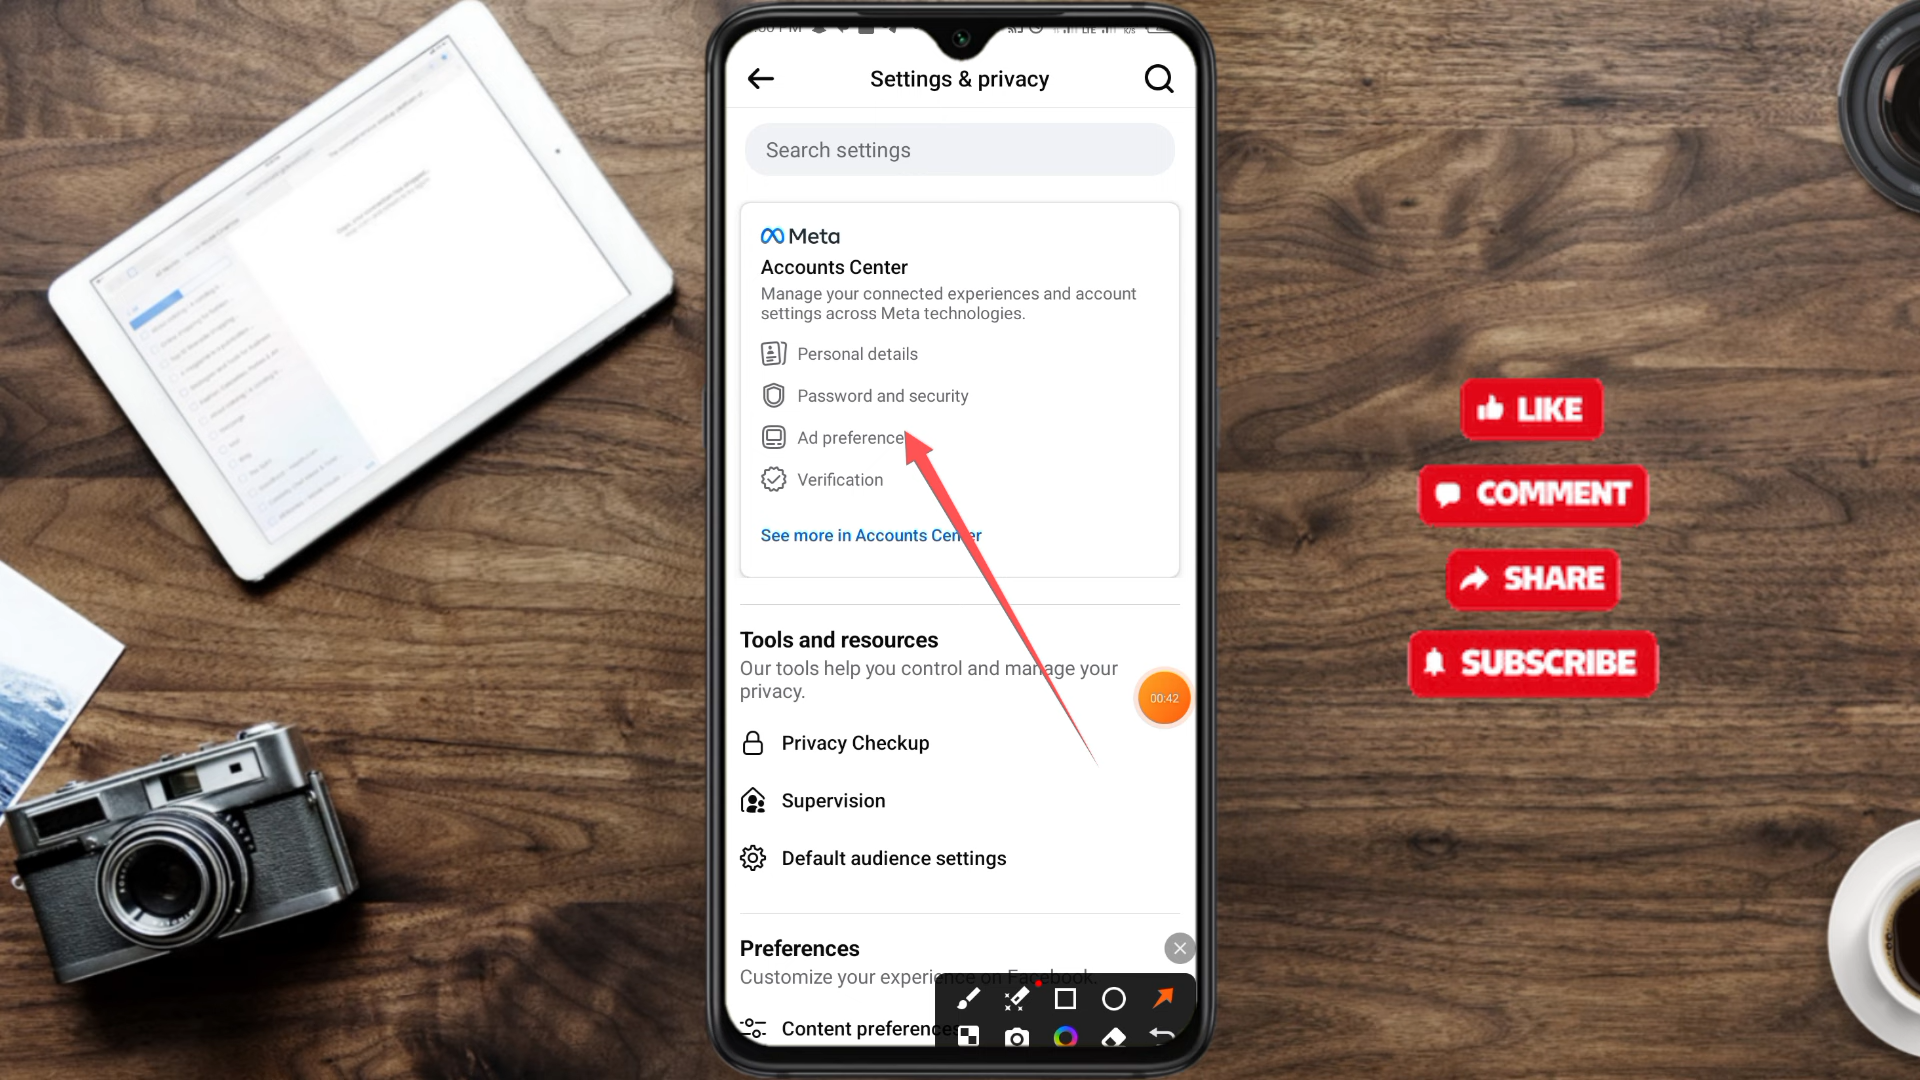 Settings & privacy
Search settings
Meta
Accounts Center
Manage your connected experiences and account
settings across Meta technologies.
Personal details
Password and security
Ad preference
Verification
See more in Accounts Center
Tools and resources
Our tools help you control and manage your
privacy.
00:42
Privacy Checkup
Supervision
Default audience settings
Preferences
Customize your experience on Facebook.
Content preferences
LIKE
COMMENT
SHARE
SUBSCRIBE